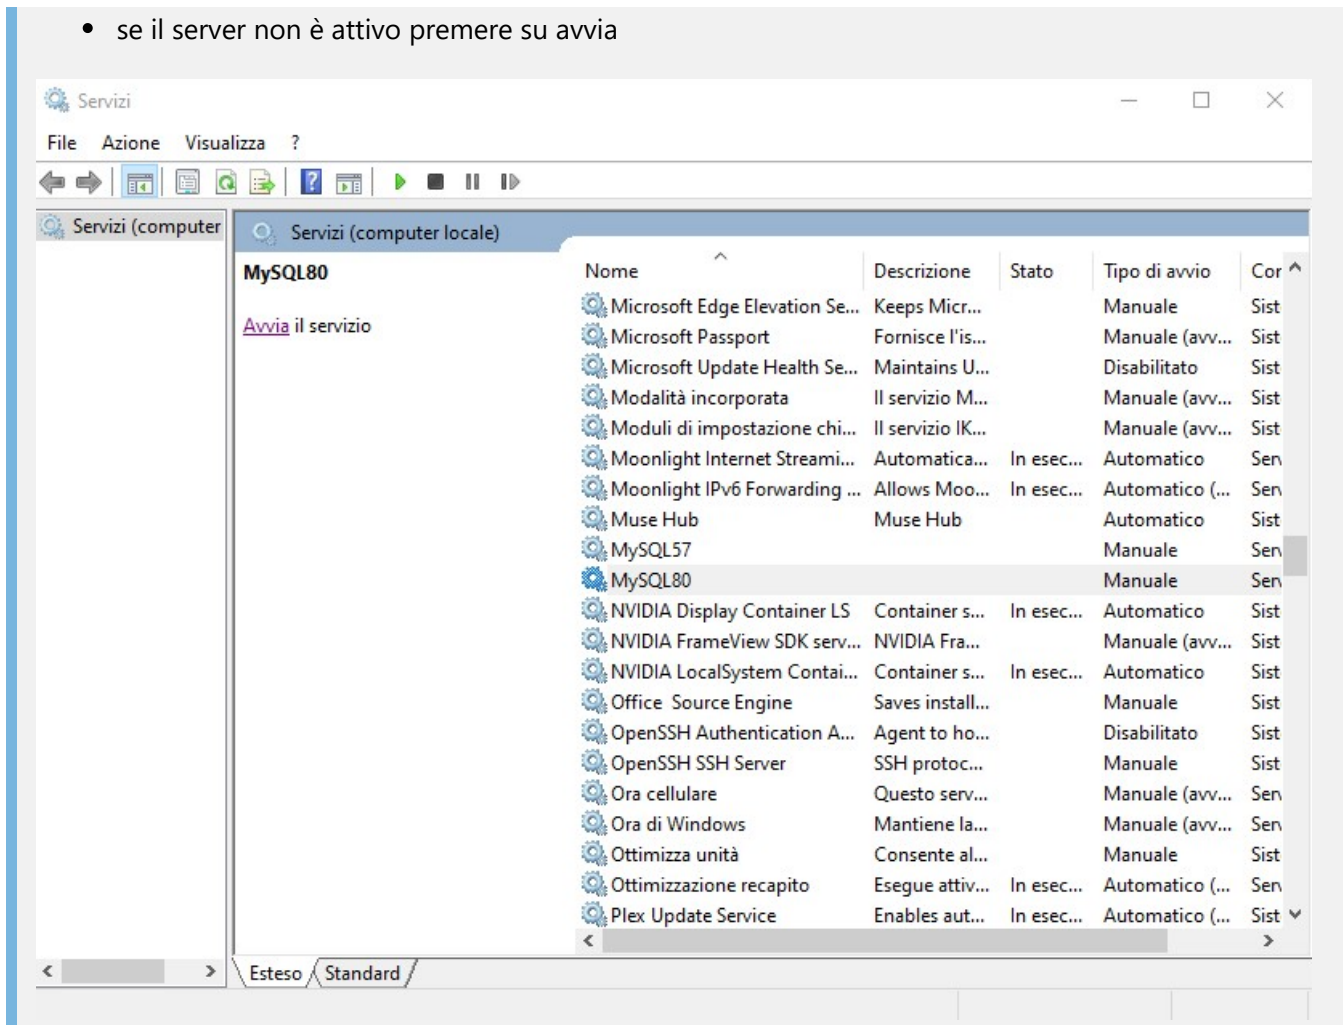 • se il server non è attivo premere su avvia
Servizi
File Azione Visualizza ?
Servizi (computer
Servizi (computer locale)
MySQL80
Avvia il servizio
Nome Descrizione Stato Tipo di avvio Cor
Microsoft Edge Elevation Se... Keeps Micr... Manuale Sist
Microsoft Passport Fornisce l'is... Manuale (avv... Sist
Microsoft Update Health Se... Maintains U... Disabilitato Sist
Modalità incorporata Il servizio M... Manuale (avv... Sist
Moduli di impostazione chi... Il servizio IK... Manuale (avv... Sist
Moonlight Internet Streami... Automatica... In esec... Automatico Serv
Moonlight IPv6 Forwarding ... Allows Moo... In esec... Automatico (... Serv
Muse Hub Muse Hub Automatico Sist
MySQL57 Manuale Serv
MySQL80 Manuale Serv
NVIDIA Display Container LS Container s... In esec... Automatico Sist
NVIDIA FrameView SDK serv... NVIDIA Fra... Manuale (avv... Sist
NVIDIA LocalSystem Contai... Container s... In esec... Automatico Sist
Office Source Engine Saves install... Manuale Sist
OpenSSH Authentication A... Agent to ho... Disabilitato Sist
OpenSSH SSH Server SSH protoc... Manuale Sist
Ora cellulare Questo serv... Manuale (avv... Serv
Ora di Windows Mantiene la... Manuale (avv... Serv
Ottimizza unità Consente al... Manuale Sist
Ottimizzazione recapito Esegue attiv... In esec... Automatico (... Serv
Plex Update Service Enables aut... In esec... Automatico (... Sist
Esteso Standard